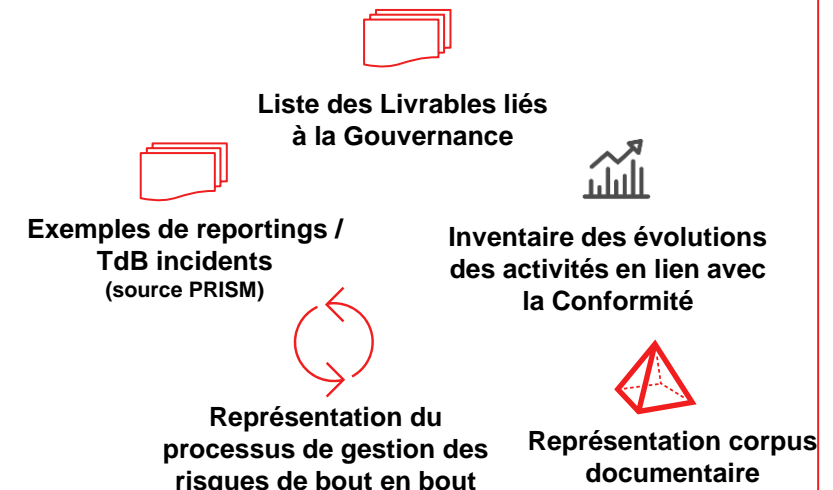 Liste des Livrables liés
à la Gouvernance
Exemples de reportings /
TdB incidents
(source PRISM)
Inventaire des évolutions
des activités en lien avec
la Conformité
Représentation du
processus de gestion des
risques de bout en bout
Représentation corpus
documentaire